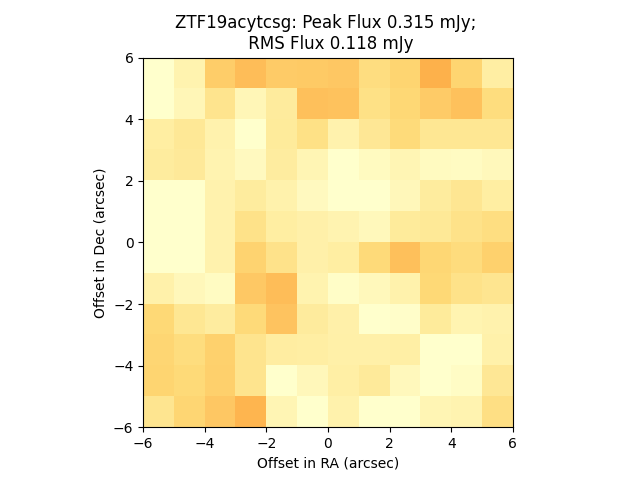 ZTF19acytcsg: Peak Flux 0.315 mJy;
RMS Flux 0.118 mJy
6
4
2
0
−2
−4
−6
Offset in Dec (arcsec)
−6 −4 −2 0 2 4 6
Offset in RA (arcsec)